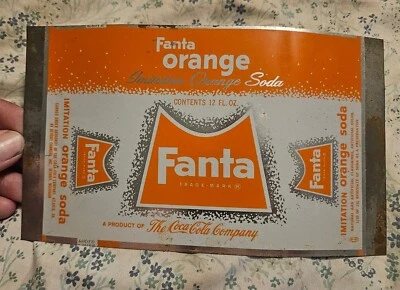 Fanta
orange
Imitation Orange Soda
CONTENTS 12 FL. OZ.
Fanta
TRADE-MARK ®
A PRODUCT OF The Coca-Cola Company
IMITATION orange soda
Fanta
Fanta
IMITATION orange soda